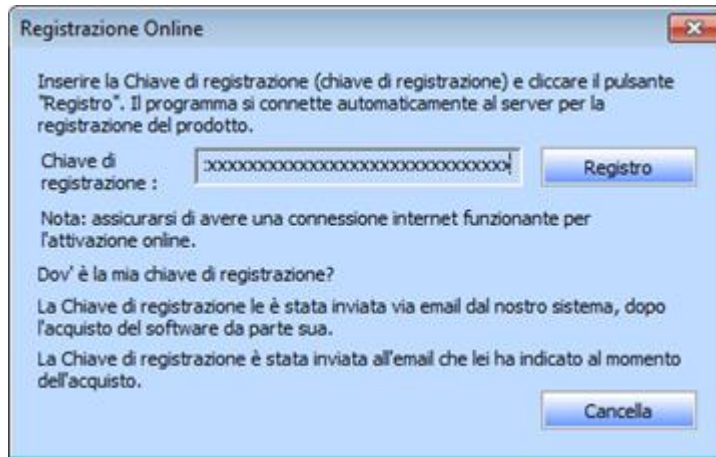 Registrazione Online
Inserire la Chiave di registrazione (chiave di registrazione) e cliccare il pulsante
"Registro". Il programma si connette automaticamente al server per la
registrazione del prodotto.
Chiave di
registrazione :
:xxxxxxxxxxxxxxxxxxxxxxxxxxxxxxx
Registro
Nota: assicurarsi di avere una connessione internet funzionante per
l'attivazione online.
Dov' è la mia chiave di registrazione?
La Chiave di registrazione le è stata inviata via email dal nostro sistema, dopo
l'acquisto del software da parte sua.
La Chiave di registrazione è stata inviata all'email che lei ha indicato al momento
dell'acquisto.
Cancella